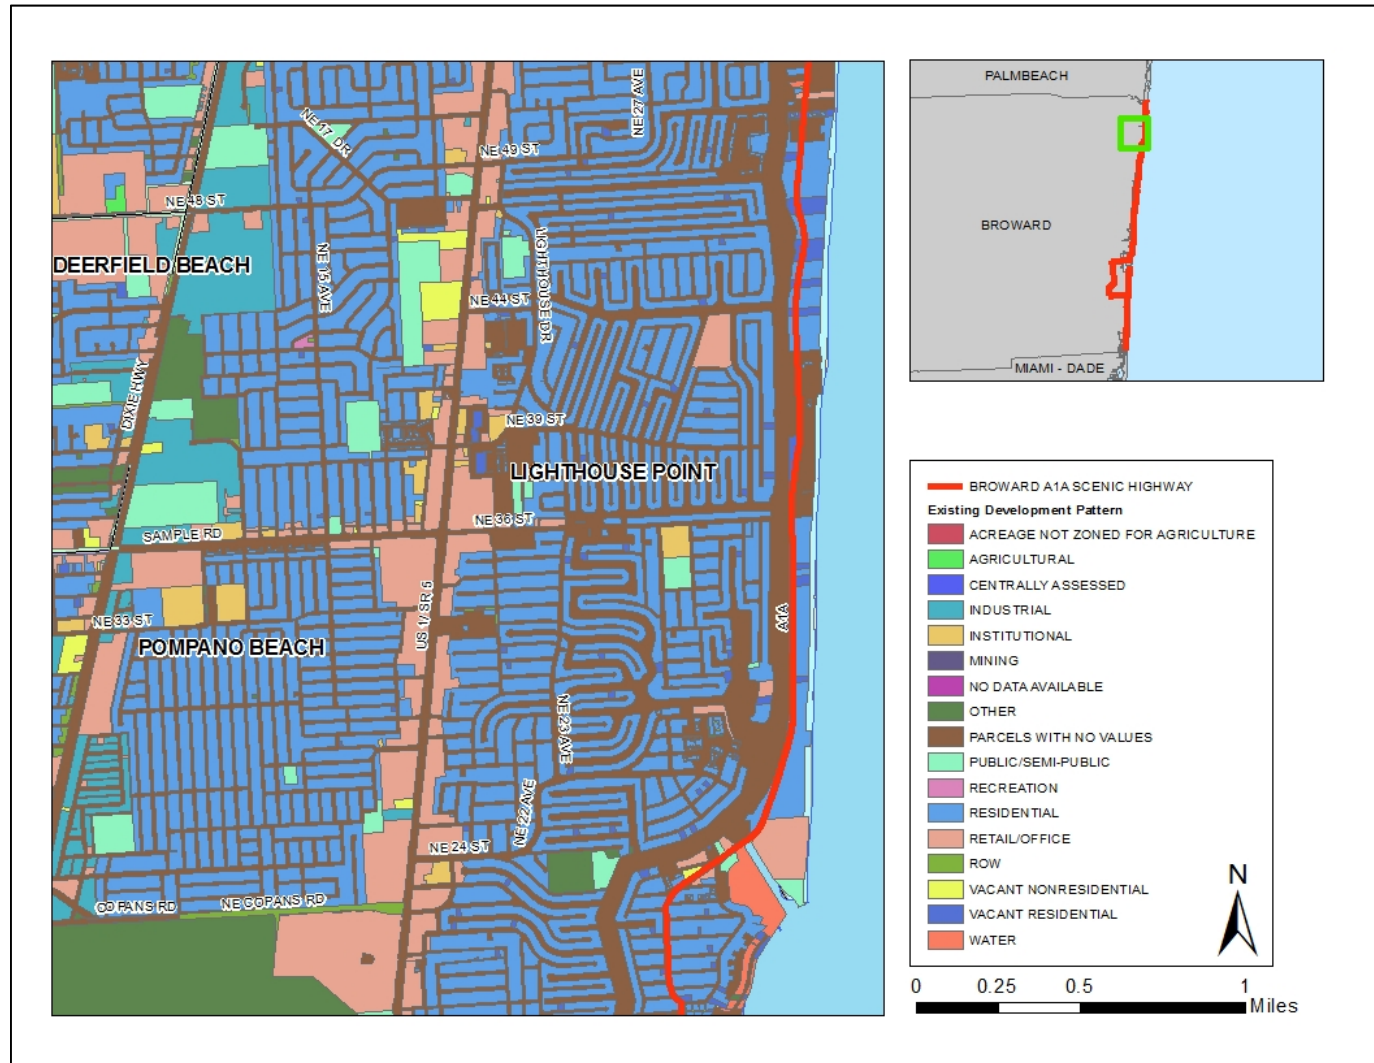 NE 27 AVE
NE 17 DR
NE 49 ST
NE 48 ST
LIGHTHOUSE DR
NE 15 AVE
DEERFIELD BEACH
NE 44 ST
DIXIE HWY
NE 39 ST
LIGHTHOUSE POINT
NE 36 ST
SAMPLE RD
US 1/ SR 5
A1A
NE 33 ST
POMPANO BEACH
NE 23 AVE
NE 22 AVE
NE 24 ST
COPANS RD
NE COPANS RD
PALMBEACH
BROWARD
MIAMI - DADE
BROWARD A1A SCENIC HIGHWAY
Existing Development Pattern
ACREAGE NOT ZONED FOR AGRICULTURE
AGRICULTURAL
CENTRALLY ASSESSED
INDUSTRIAL
INSTITUTIONAL
MINING
NO DATA AVAILABLE
OTHER
PARCELS WITH NO VALUES
PUBLIC/SEMI-PUBLIC
RECREATION
RESIDENTIAL
RETAIL/OFFICE
ROW
VACANT NONRESIDENTIAL
VACANT RESIDENTIAL
WATER
N
0 0.25 0.5 1
Miles